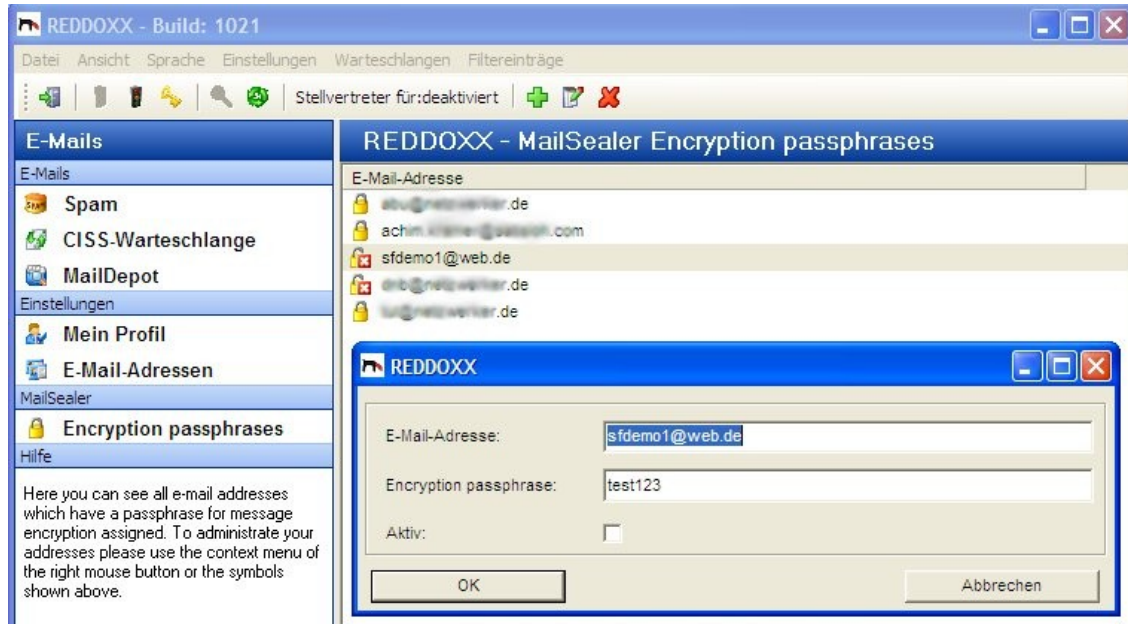 REDDOXX - Build: 1021
Datei Ansicht Sprache Einstellungen Warteschlangen Filtereinträge
Stellvertreter für:deaktiviert
E-Mails
E-Mails
Spam
CISS-Warteschlange
MailDepot
Einstellungen
Mein Profil
E-Mail-Adressen
MailSealer
Encryption passphrases
Hilfe
Here you can see all e-mail addresses
which have a passphrase for message
encryption assigned. To administrate your
addresses please use the context menu of
the right mouse button or the symbols
shown above.
REDDOXX - MailSealer Encryption passphrases
E-Mail-Adresse
.de
achim .com
sfdemo1@web.de
.de
.de
REDDOXX
E-Mail-Adresse: sfdemo1@web.de
Encryption passphrase: test123
Aktiv:
OK Abbrechen